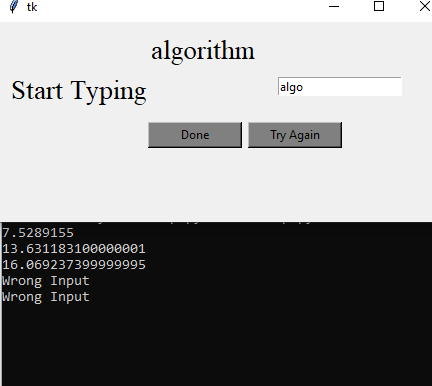 tk
algorithm
Start Typing
algo
Done
Try Again
7.5289155
13.631183100000001
16.069237399999995
Wrong Input
Wrong Input